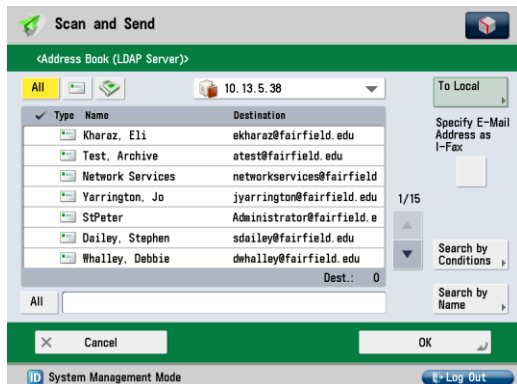 Scan and Send
<Address Book (LDAP Server)>
All
10.13.5.38
To Local
Type Name Destination
Kharaz, Eli ekharaz@fairfield.edu
Test, Archive atest@fairfield.edu
Network Services networkservices@fairfield
Yarrington, Jo jyarrington@fairfield.edu
StPeter Administrator@fairfield.e
Dailey, Stephen sdailey@fairfield.edu
Whalley, Debbie dwhalley@fairfield.edu
Dest.: 0
Specify E-Mail
Address as
I-Fax
1/15
Search by
Conditions
Search by
Name
All
Cancel
OK
ID System Management Mode
Log Out